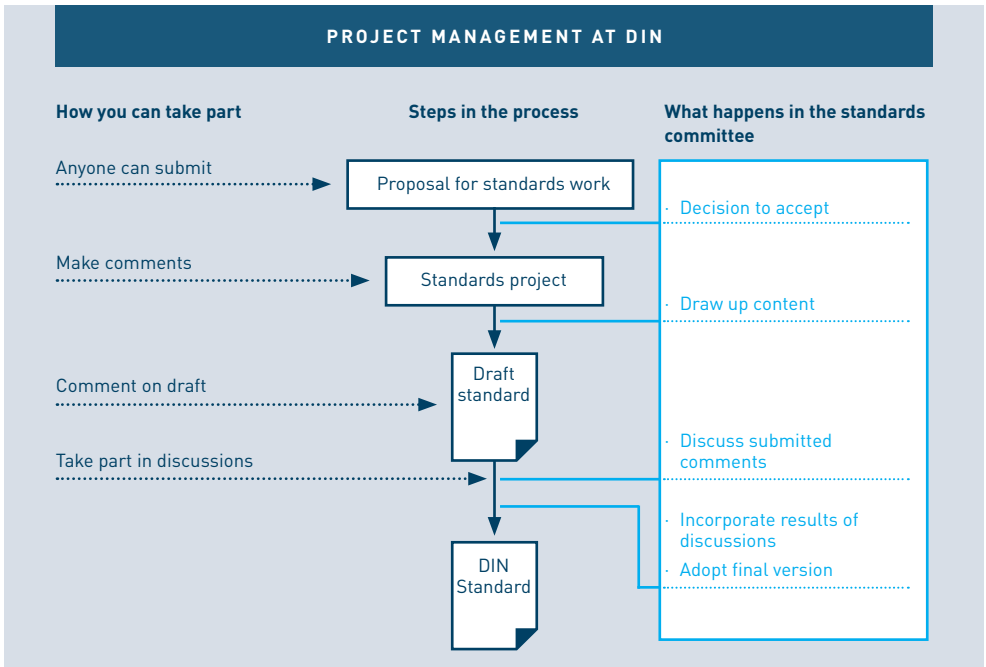 PROJECT MANAGEMENT AT DIN
How you can take part
Steps in the process
What happens in the standards
committee
Anyone can submit
Proposal for standards work
· Decision to accept
Make comments
Standards project
· Draw up content
Comment on draft
Draft
standard
Take part in discussions
· Discuss submitted
comments
· Incorporate results of
discussions
· Adopt final version
DIN
Standard